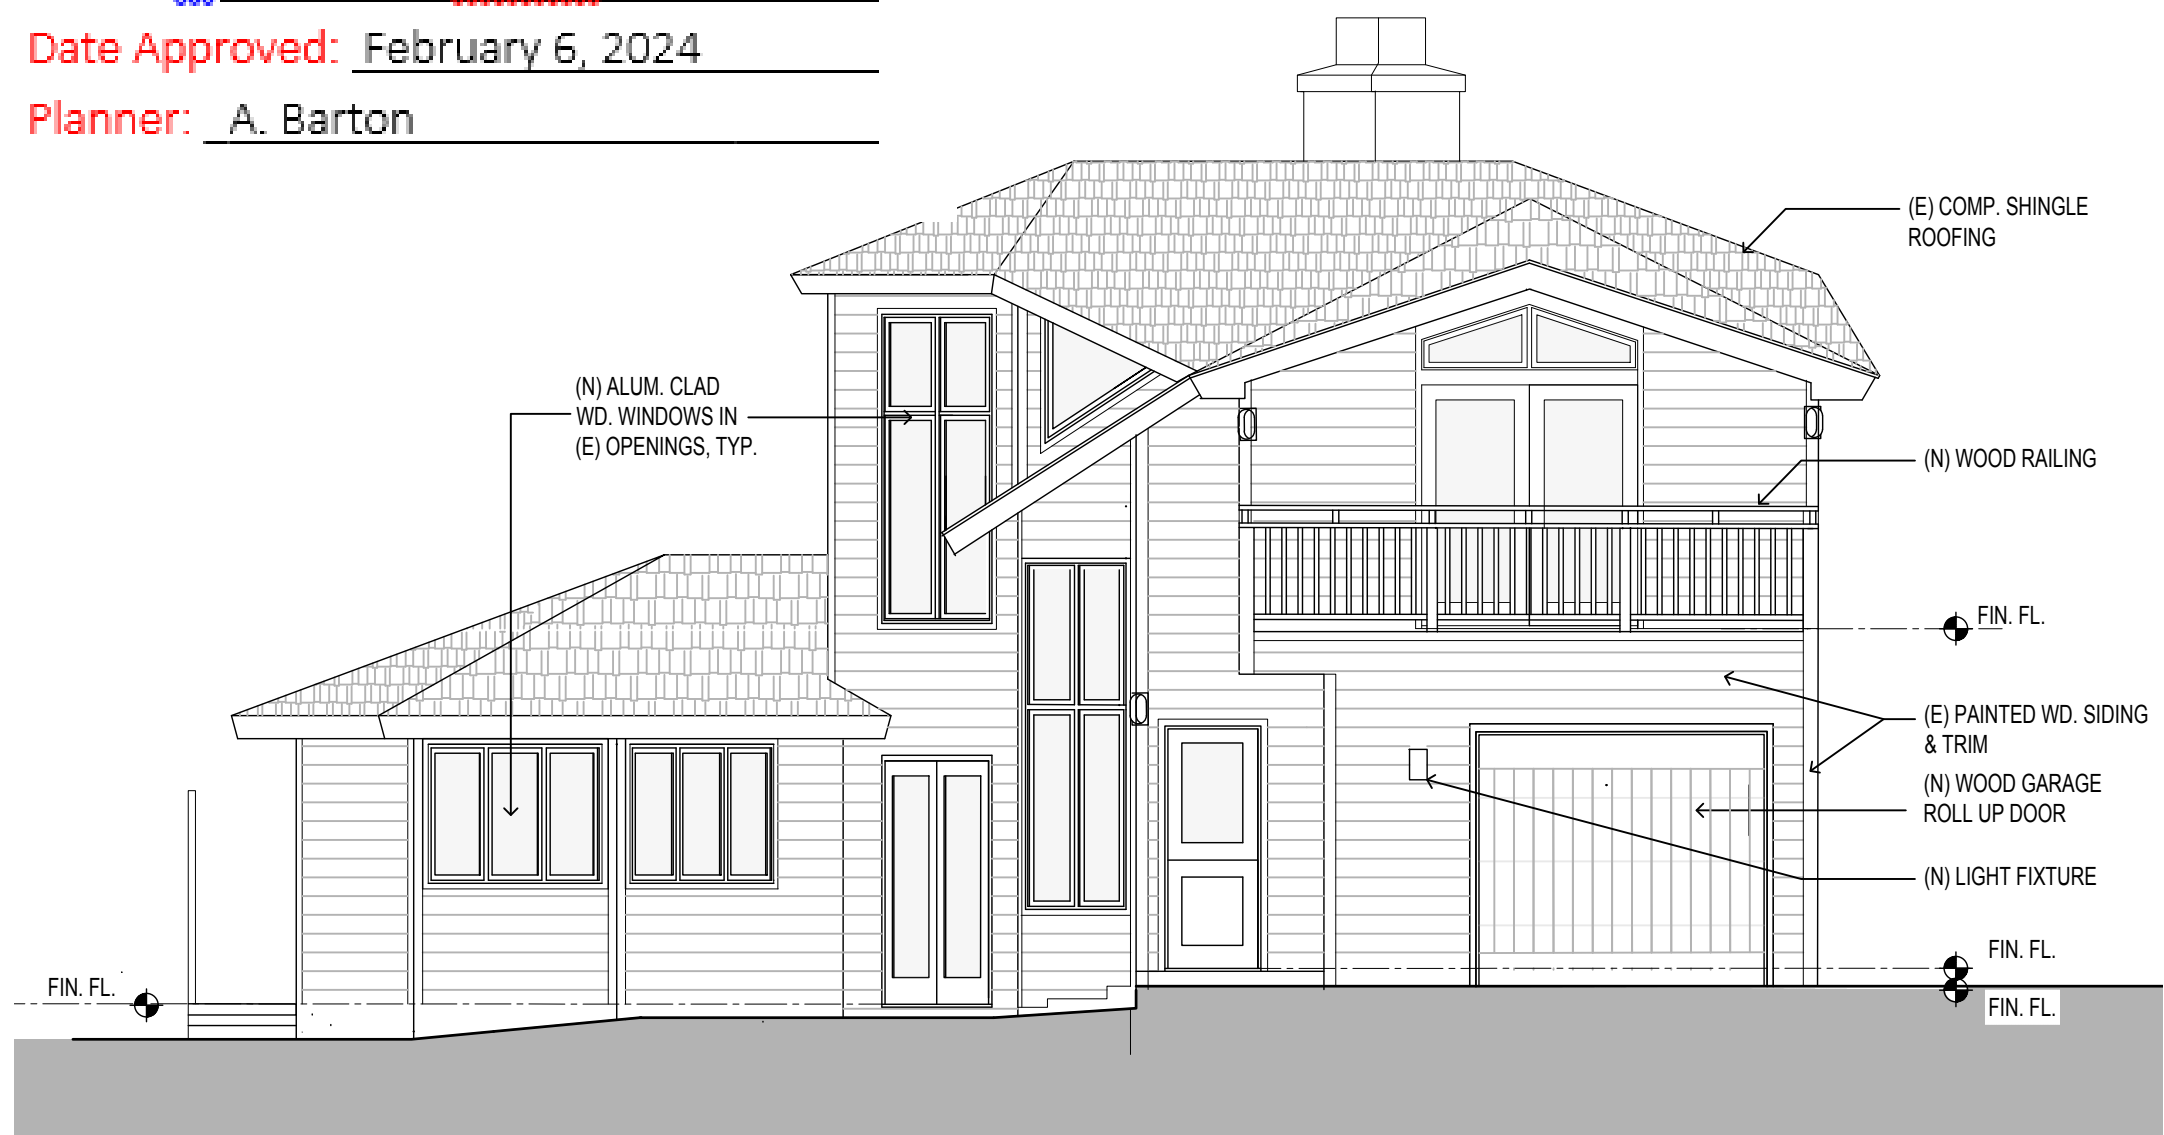 Date Approved: February 6, 2024
Planner: A. Barton
(E) COMP. SHINGLE
ROOFING
(N) ALUM. CLAD
WD. WINDOWS IN
(E) OPENINGS, TYP.
(N) WOOD RAILING
FIN. FL.
(E) PAINTED WD. SIDING
& TRIM
(N) WOOD GARAGE
ROLL UP DOOR
(N) LIGHT FIXTURE
FIN. FL.
FIN. FL.
FIN. FL.